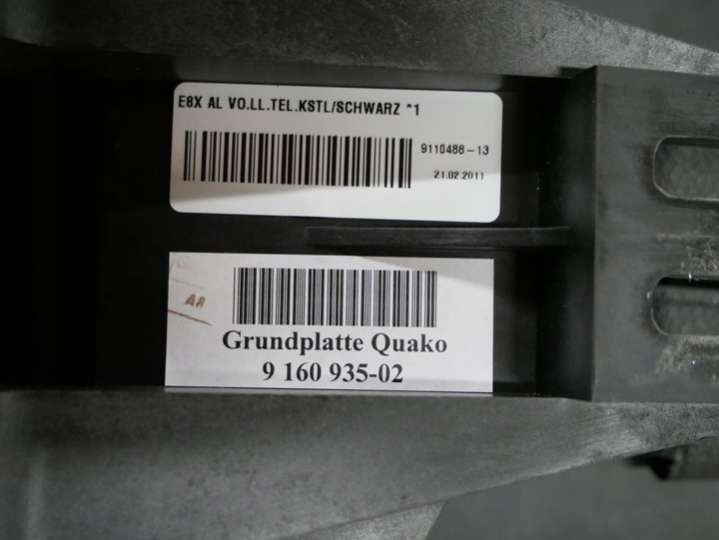 E8X AL VO.LL.TEL.KSTL/SCHWARZ *1
9110488-13
21.02.2011
AA
Grundplatte Quako
9 160 935-02